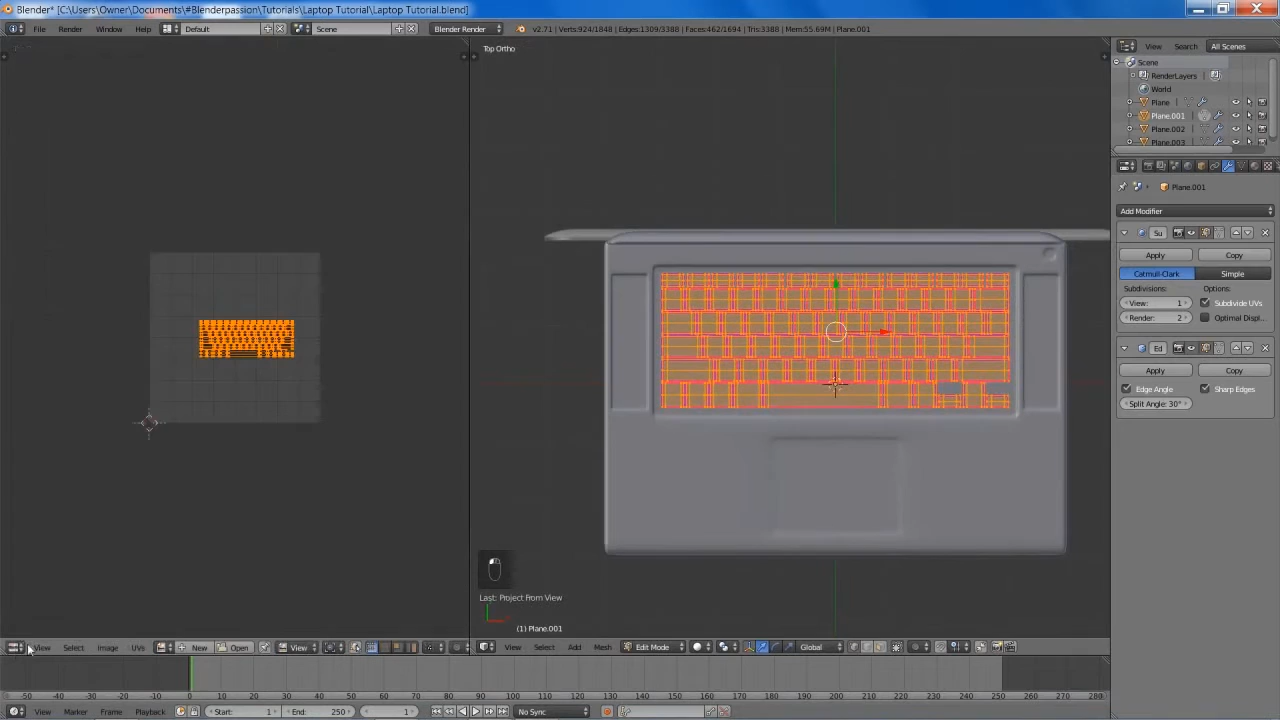 Blender* [C:\Users\Owner\Documents\#Blenderpassion\Tutorials\Laptop Tutorial\Laptop Tutorial.blend]
File Render Window Help Default Scene Blender Render v2.71 | Verts:924/1848 | Edges:1309/3388 | Faces:462/1694 | Tris:3388 | Mem:55.69M | Plane.001
View Search All Scenes
Top Ortho
Scene
RenderLayers
World
Plane
Plane.001
Plane.002
Plane.003
Plane.001
Add Modifier
Su
Apply Copy
Catmull-Clark Simple
Subdivisions: Options:
View: 1 Subdivide UVs
Render: 2 Optimal Displ...
Ed
Apply Copy
Edge Angle Sharp Edges
Split Angle: 30°
Last: Project From View
(1) Plane.001
View Select Image UVs New Open View
View Select Add Mesh Edit Mode Global
-50 -40 -30 -20 -10 0 10 20 30 40 50 60 70 80 90 100 110 120 130 140 150 160 170 180 190 200 210 220 230 240 250 260 270 280
View Marker Frame Playback Start: 1 End: 250 1 No Sync